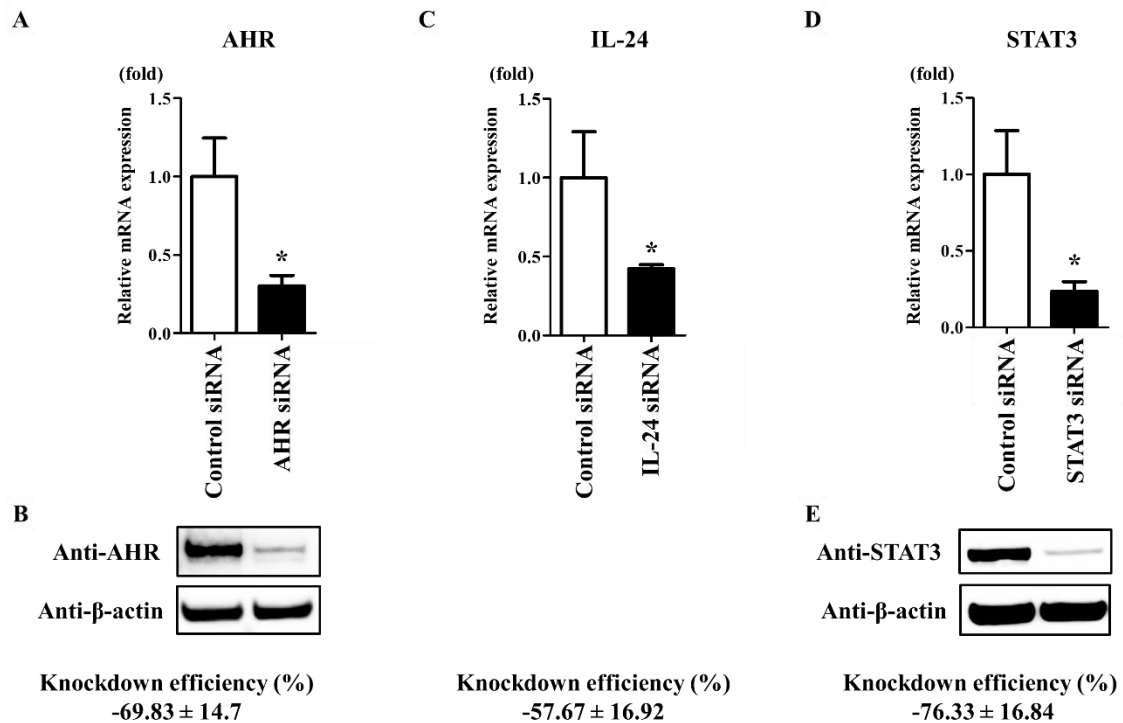 A
AHR
(fold)
Relative mRNA expression
1.5
1.0
0.5
0.0
*
Control siRNA
AHR siRNA
B
Anti-AHR
Anti-β-actin
Knockdown efficiency (%)
-69.83 ± 14.7
C
IL-24
(fold)
Relative mRNA expression
1.5
1.0
0.5
0.0
*
Control siRNA
IL-24 siRNA
Knockdown efficiency (%)
-57.67 ± 16.92
D
STAT3
(fold)
Relative mRNA expression
1.5
1.0
0.5
0.0
*
Control siRNA
STAT3 siRNA
E
Anti-STAT3
Anti-β-actin
Knockdown efficiency (%)
-76.33 ± 16.84